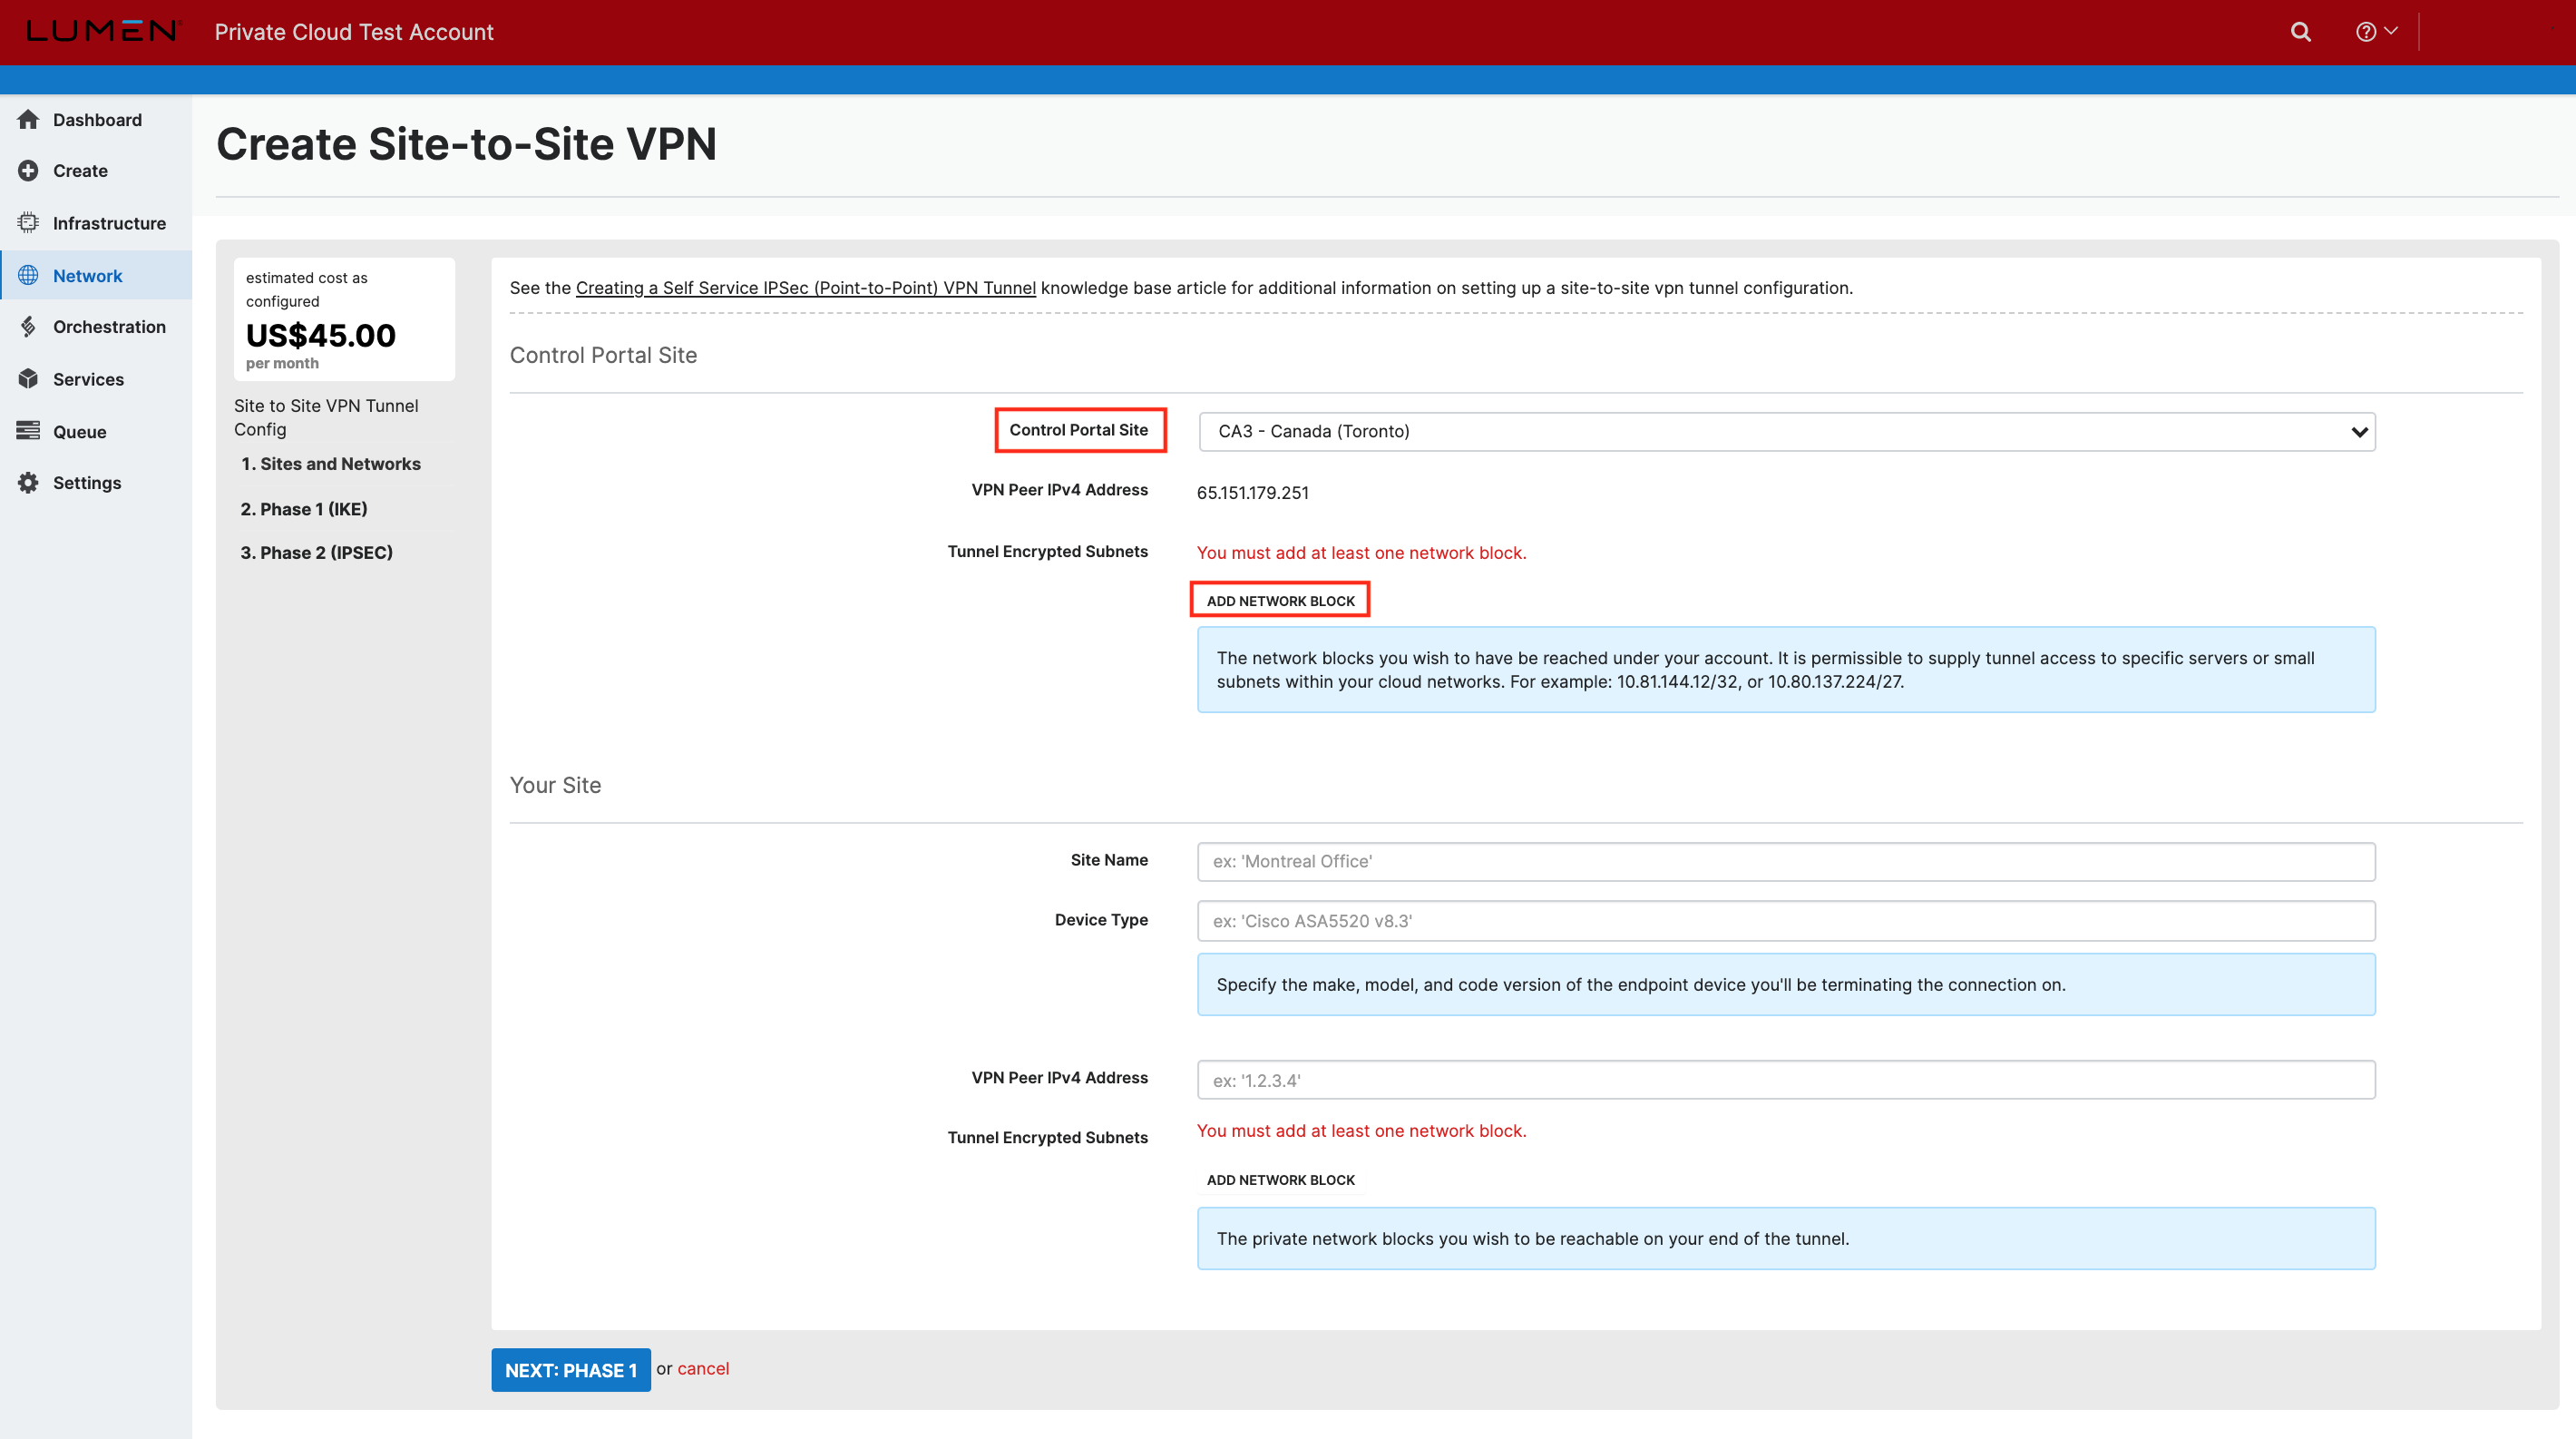 LUMEN
Private Cloud Test Account
Dashboard
Create
Infrastructure
Network
Orchestration
Services
Queue
Settings
Create Site-to-Site VPN
estimated cost as
configured
US$45.00
per month
Site to Site VPN Tunnel
Config
1. Sites and Networks
2. Phase 1 (IKE)
3. Phase 2 (IPSEC)
See the Creating a Self Service IPSec (Point-to-Point) VPN Tunnel knowledge base article for additional information on setting up a site-to-site vpn tunnel configuration.
Control Portal Site
Control Portal Site
CA3 - Canada (Toronto)
VPN Peer IPv4 Address
65.151.179.251
Tunnel Encrypted Subnets
You must add at least one network block.
ADD NETWORK BLOCK
The network blocks you wish to have be reached under your account. It is permissible to supply tunnel access to specific servers or small
subnets within your cloud networks. For example: 10.81.144.12/32, or 10.80.137.224/27.
Your Site
Site Name
ex: 'Montreal Office'
Device Type
ex: 'Cisco ASA5520 v8.3'
Specify the make, model, and code version of the endpoint device you'll be terminating the connection on.
VPN Peer IPv4 Address
ex: '1.2.3.4'
Tunnel Encrypted Subnets
You must add at least one network block.
ADD NETWORK BLOCK
The private network blocks you wish to be reachable on your end of the tunnel.
NEXT: PHASE 1 or cancel